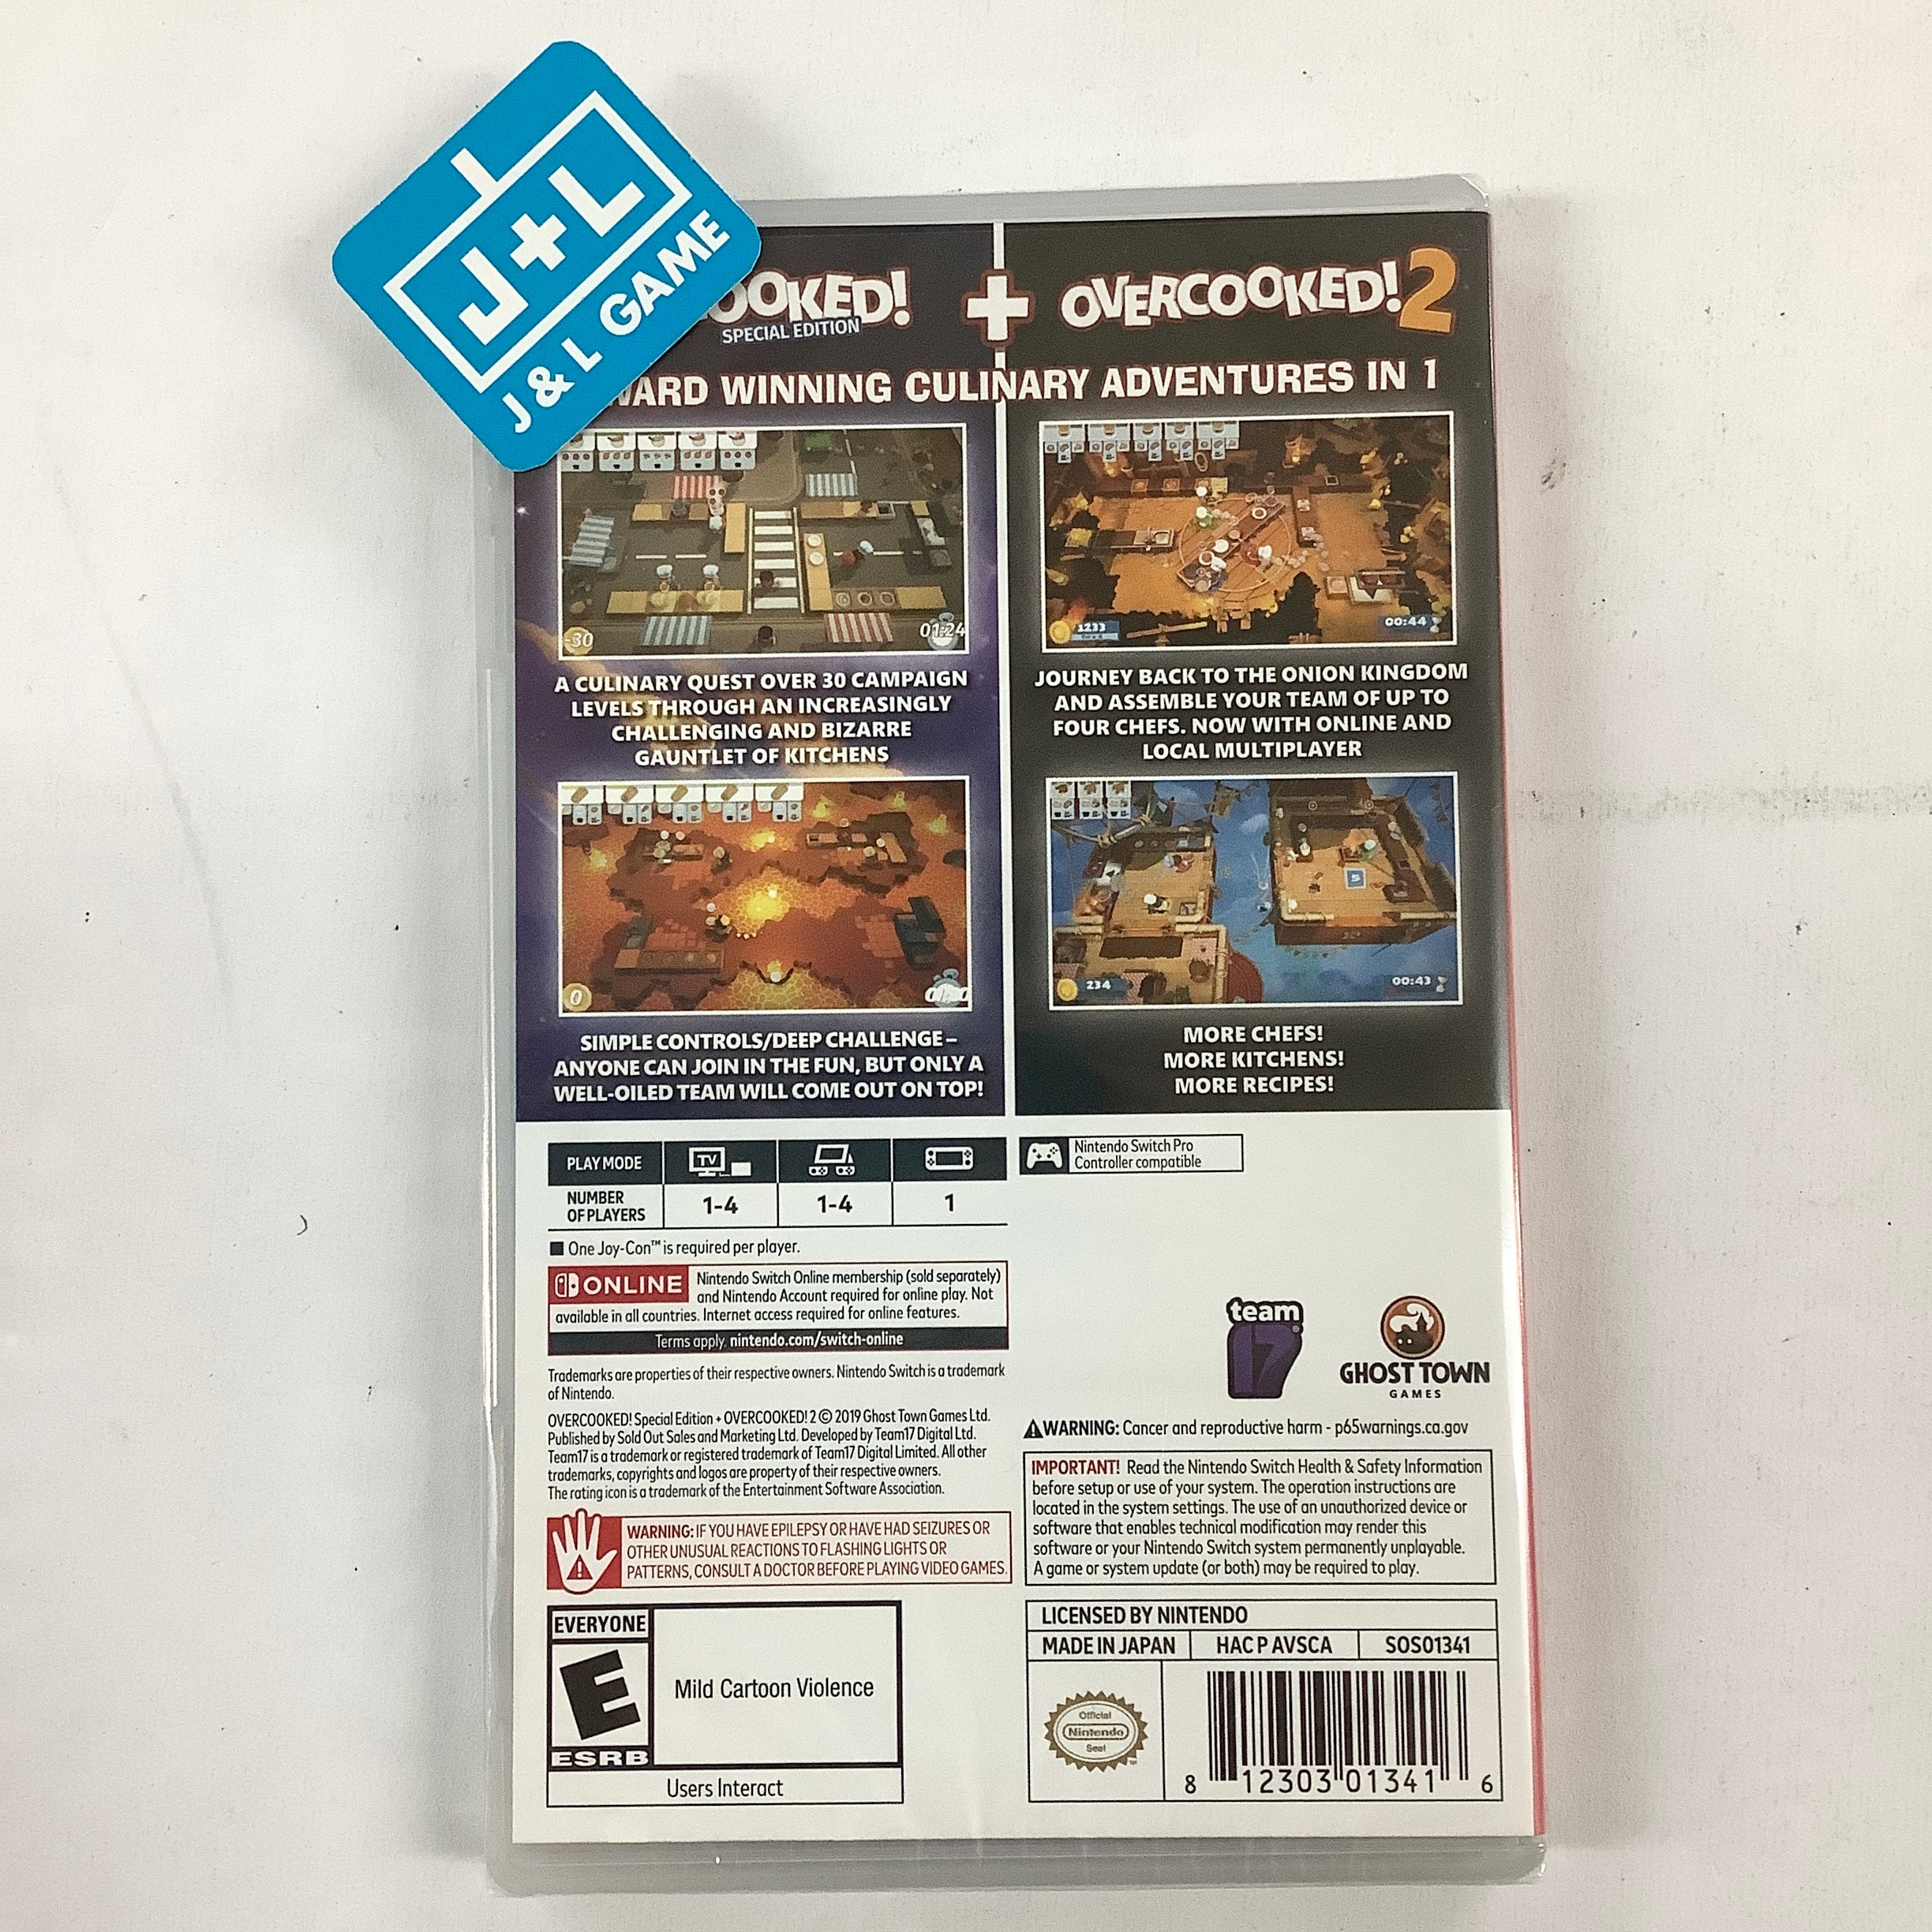 J+L
J & L GAME
OOKED!
SPECIAL EDITION
OVERCOOKED! 2
WARD WINNING CULINARY ADVENTURES IN 1
-30
01:24
1233
00:44
A CULINARY QUEST OVER 30 CAMPAIGN
LEVELS THROUGH AN INCREASINGLY
CHALLENGING AND BIZARRE
GAUNTLET OF KITCHENS
JOURNEY BACK TO THE ONION KINGDOM
AND ASSEMBLE YOUR TEAM OF UP TO
FOUR CHEFS. NOW WITH ONLINE AND
LOCAL MULTIPLAYER
0
5
234
00:43
SIMPLE CONTROLS/DEEP CHALLENGE –
ANYONE CAN JOIN IN THE FUN, BUT ONLY A
WELL-OILED TEAM WILL COME OUT ON TOP!
MORE CHEFS!
MORE KITCHENS!
MORE RECIPES!
PLAY MODE
TV
NUMBER
OF PLAYERS
1-4
1-4
1
Nintendo Switch Pro
Controller compatible
■ One Joy-Con™ is required per player.
ONLINE
Nintendo Switch Online membership (sold separately)
and Nintendo Account required for online play. Not
available in all countries. Internet access required for online features.
Terms apply. nintendo.com/switch-online
Trademarks are properties of their respective owners. Nintendo Switch is a trademark
of Nintendo.
OVERCOOKED! Special Edition + OVERCOOKED! 2 © 2019 Ghost Town Games Ltd.
Published by Sold Out Sales and Marketing Ltd. Developed by Team17 Digital Ltd.
Team17 is a trademark or registered trademark of Team17 Digital Limited. All other
trademarks, copyrights and logos are property of their respective owners.
The rating icon is a trademark of the Entertainment Software Association.
WARNING: IF YOU HAVE EPILEPSY OR HAVE HAD SEIZURES OR
OTHER UNUSUAL REACTIONS TO FLASHING LIGHTS OR
PATTERNS, CONSULT A DOCTOR BEFORE PLAYING VIDEO GAMES.
team
17
GHOST TOWN
GAMES
WARNING: Cancer and reproductive harm - p65warnings.ca.gov
IMPORTANT! Read the Nintendo Switch Health & Safety Information
before setup or use of your system. The operation instructions are
located in the system settings. The use of an unauthorized device or
software that enables technical modification may render this
software or your Nintendo Switch system permanently unplayable.
A game or system update (or both) may be required to play.
EVERYONE
E
ESRB
Mild Cartoon Violence
Users Interact
LICENSED BY NINTENDO
MADE IN JAPAN
HAC P AVSCA
SOS01341
Official
Nintendo
Seal
8 12303 01341 6